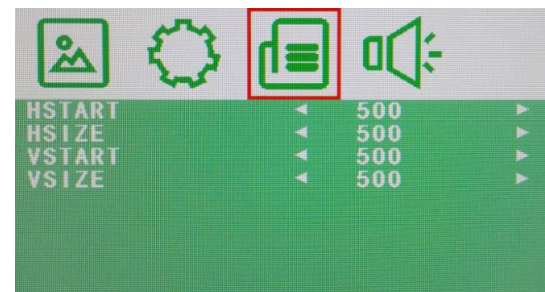 HSTART ◄ 500 ►
HSIZE ◄ 500 ►
VSTART ◄ 500 ►
VSIZE ◄ 500 ►